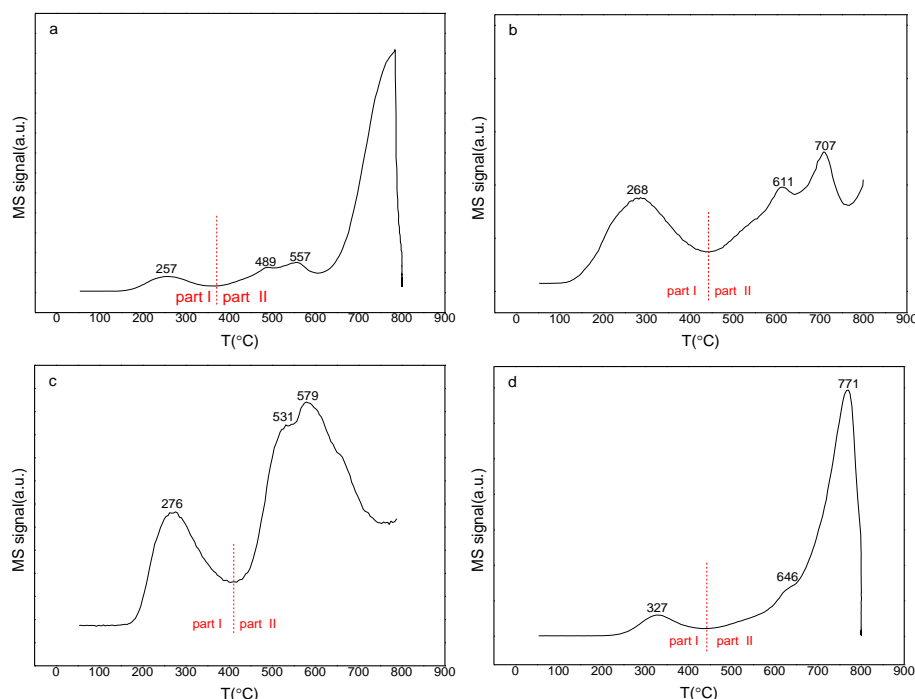 a
MS signal(a.u.)
257
489
557
part I
part II
0 100 200 300 400 500 600 700 800 900
T(°C)
b
MS signal(a.u.)
268
611
707
part I
part II
0 100 200 300 400 500 600 700 800 900
T(°C)
c
MS signal(a.u.)
276
531
579
part I
part II
0 100 200 300 400 500 600 700 800 900
T(°C)
d
MS signal(a.u.)
327
646
771
part I
part II
0 100 200 300 400 500 600 700 800 900
T(°C)